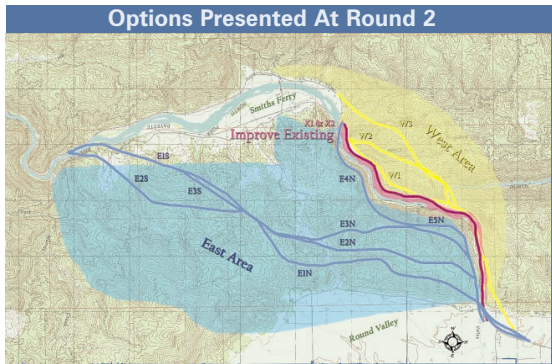 Options Presented At Round 2
Smiths Ferry
X1 & X2
Improve Existing
W2
W3
West Area
E1S
E2S
E3S
W1
E4N
E5N
E3N
East Area
E2N
E1N
Round Valley